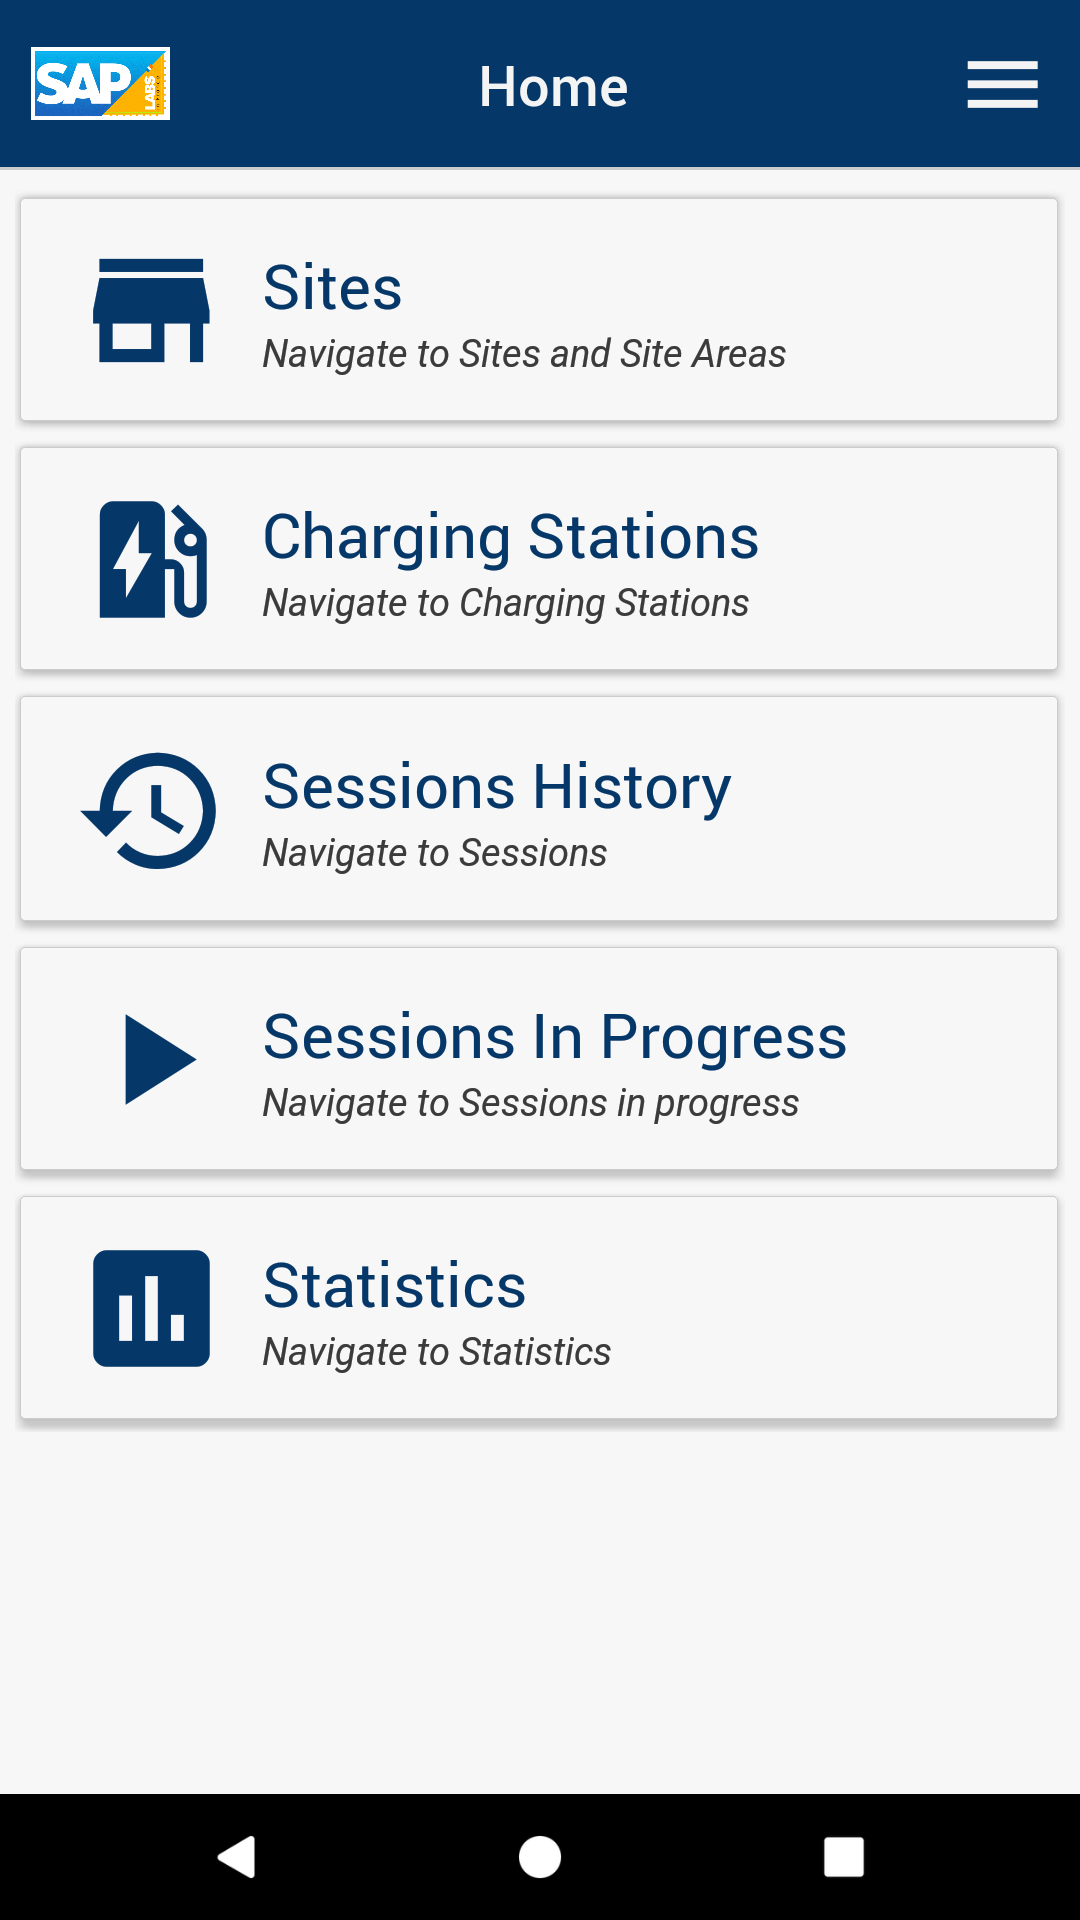 SAP LABS
Home
Sites
Navigate to Sites and Site Areas
Charging Stations
Navigate to Charging Stations
Sessions History
Navigate to Sessions
Sessions In Progress
Navigate to Sessions in progress
Statistics
Navigate to Statistics